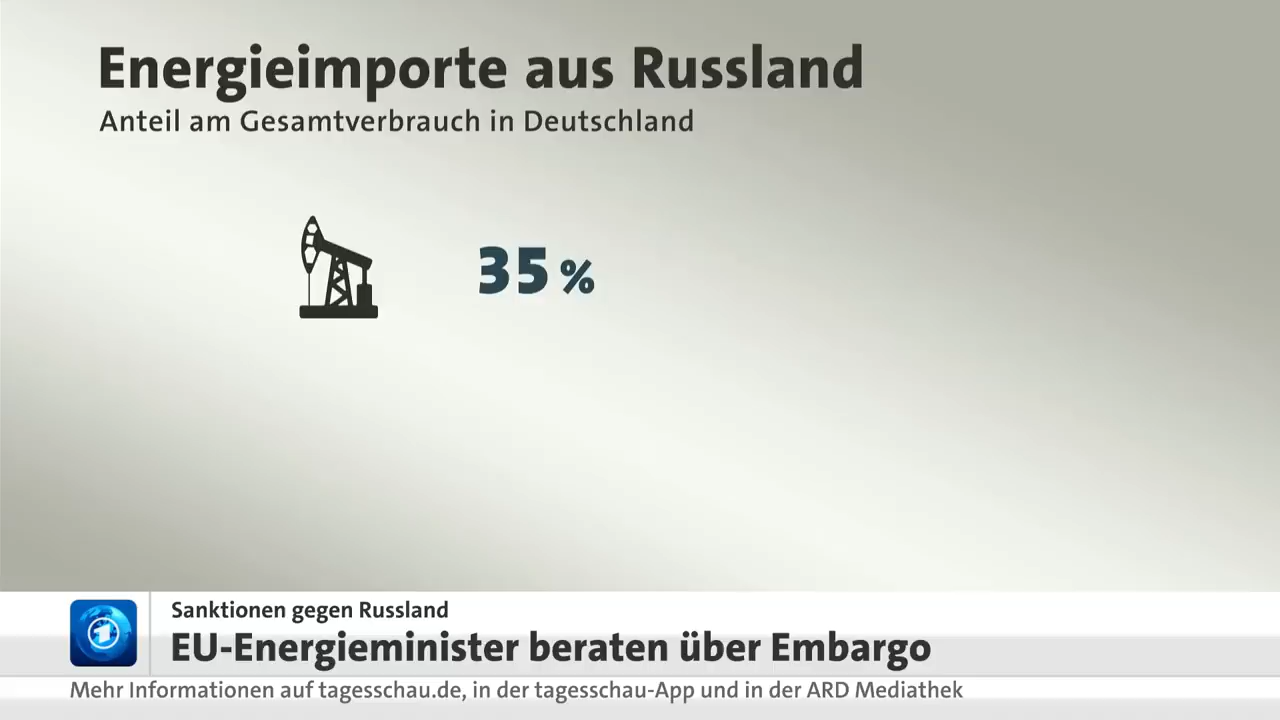 Energieimporte aus Russland
Anteil am Gesamtverbrauch in Deutschland
35 %
Sanktionen gegen Russland
EU-Energieminister beraten über Embargo
Mehr Informationen auf tagesschau.de, in der tagesschau-App und in der ARD Mediathek